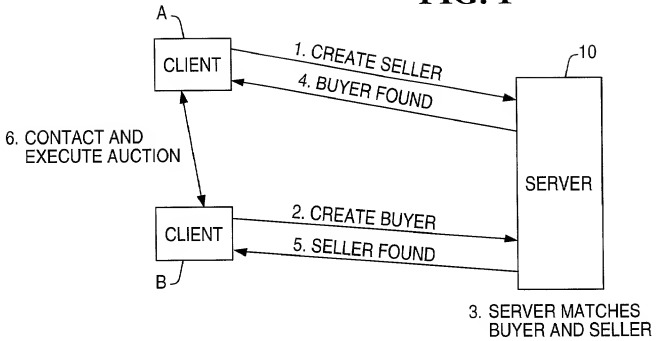 FIG. 1
A
CLIENT
1. CREATE SELLER
4. BUYER FOUND
10
6. CONTACT AND
EXECUTE AUCTION
SERVER
CLIENT
2. CREATE BUYER
5. SELLER FOUND
B
3. SERVER MATCHES
BUYER AND SELLER